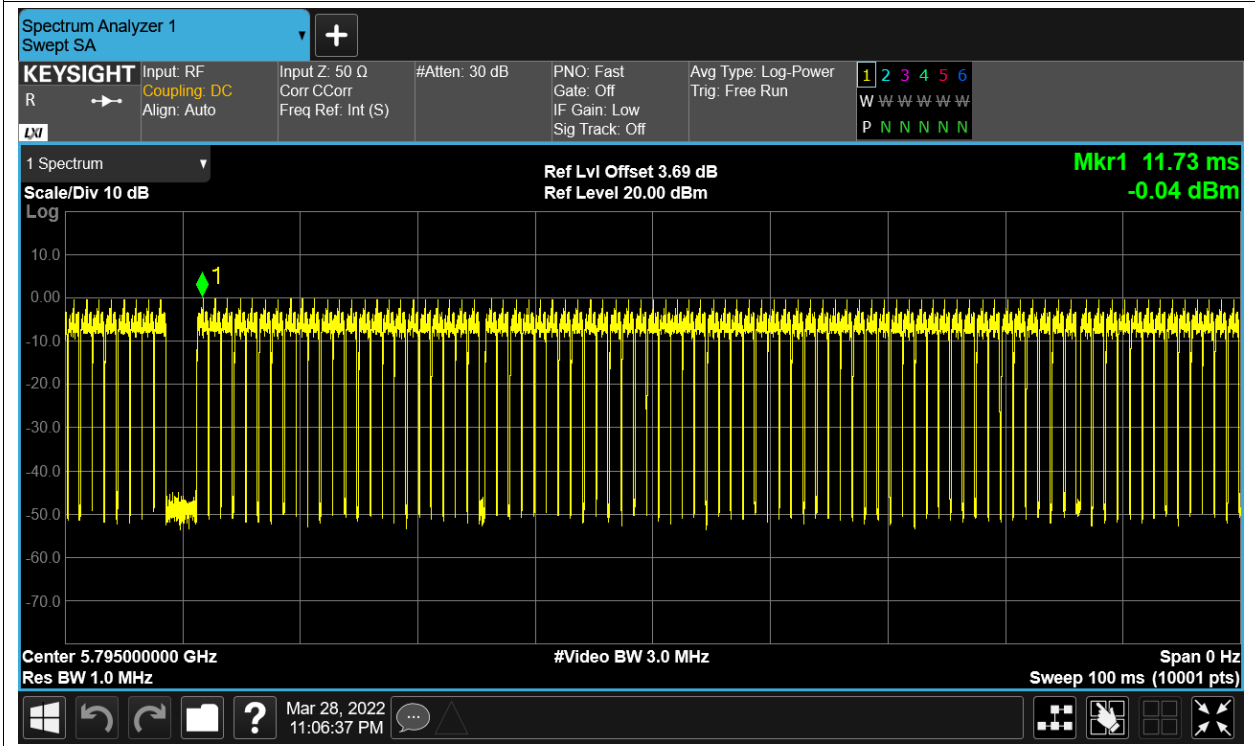 Spectrum Analyzer 1
Swept SA
KEYSIGHT
R
LXI
Input: RF
Coupling: DC
Align: Auto
Input Z: 50 Ω
Corr CCorr
Freq Ref: Int (S)
#Atten: 30 dB
PNO: Fast
Gate: Off
IF Gain: Low
Sig Track: Off
Avg Type: Log-Power
Trig: Free Run
1 2 3 4 5 6
W W W W W W
P N N N N N
1 Spectrum
Scale/Div 10 dB
Ref Lvl Offset 3.69 dB
Ref Level 20.00 dBm
Mkr1 11.73 ms
-0.04 dBm
Log
10.0
0.00
-10.0
-20.0
-30.0
-40.0
-50.0
-60.0
-70.0
1
Center 5.795000000 GHz
Res BW 1.0 MHz
#Video BW 3.0 MHz
Span 0 Hz
Sweep 100 ms (10001 pts)
?
Mar 28, 2022
11:06:37 PM